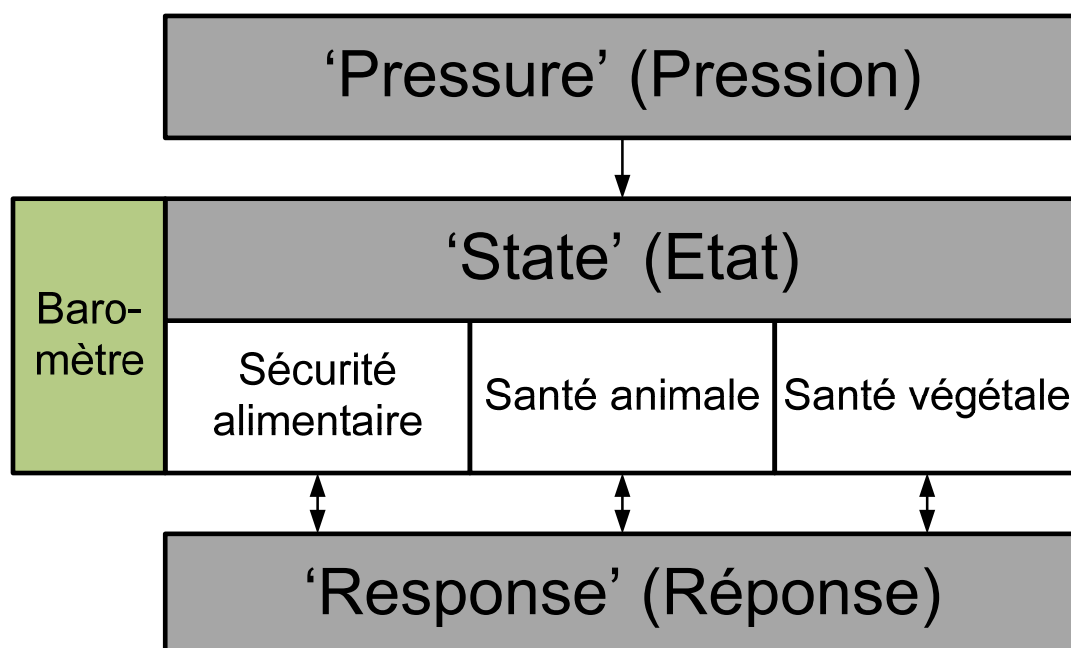 ‘Pressure’ (Pression)
‘State’ (Etat)
Baro-
mètre
Sécurité
alimentaire
Santé animale
Santé végétale
‘Response’ (Réponse)